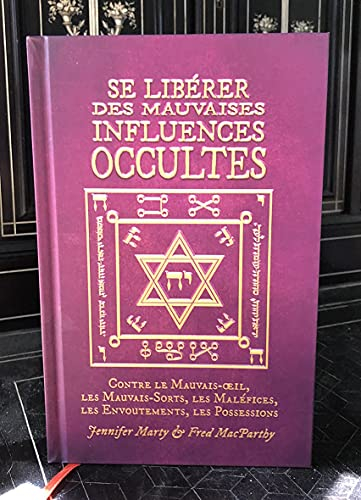 SE LIBÉRER
DES MAUVAISES
INFLUENCES
OCCULTES
יה
CONTRE LE MAUVAIS-ŒIL,
LES MAUVAIS-SORTS, LES MALÉFICES,
LES ENVOUTEMENTS, LES POSSESSIONS
Jennifer Marty & Fred MacParthy